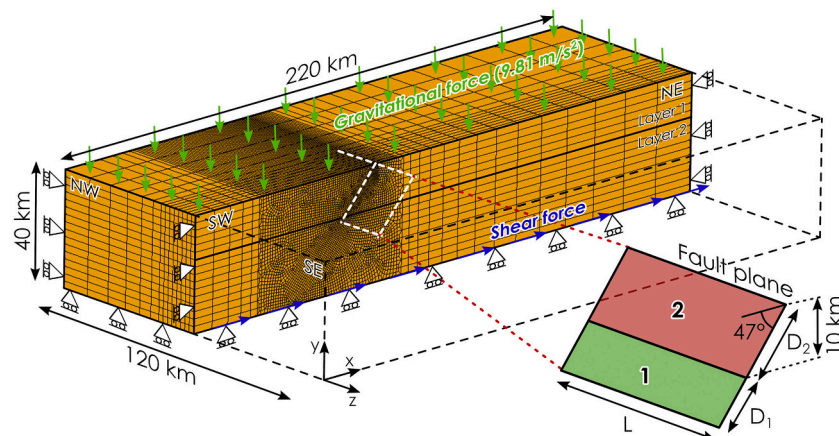 220 km
Gravitational force (9.81 m/s²)
NE
Layer 1
Layer 2
NW
SW
40 km
Shear force
SE
Fault plane
2
47°
10 km
D₂
y
x
z
120 km
1
L
D₁